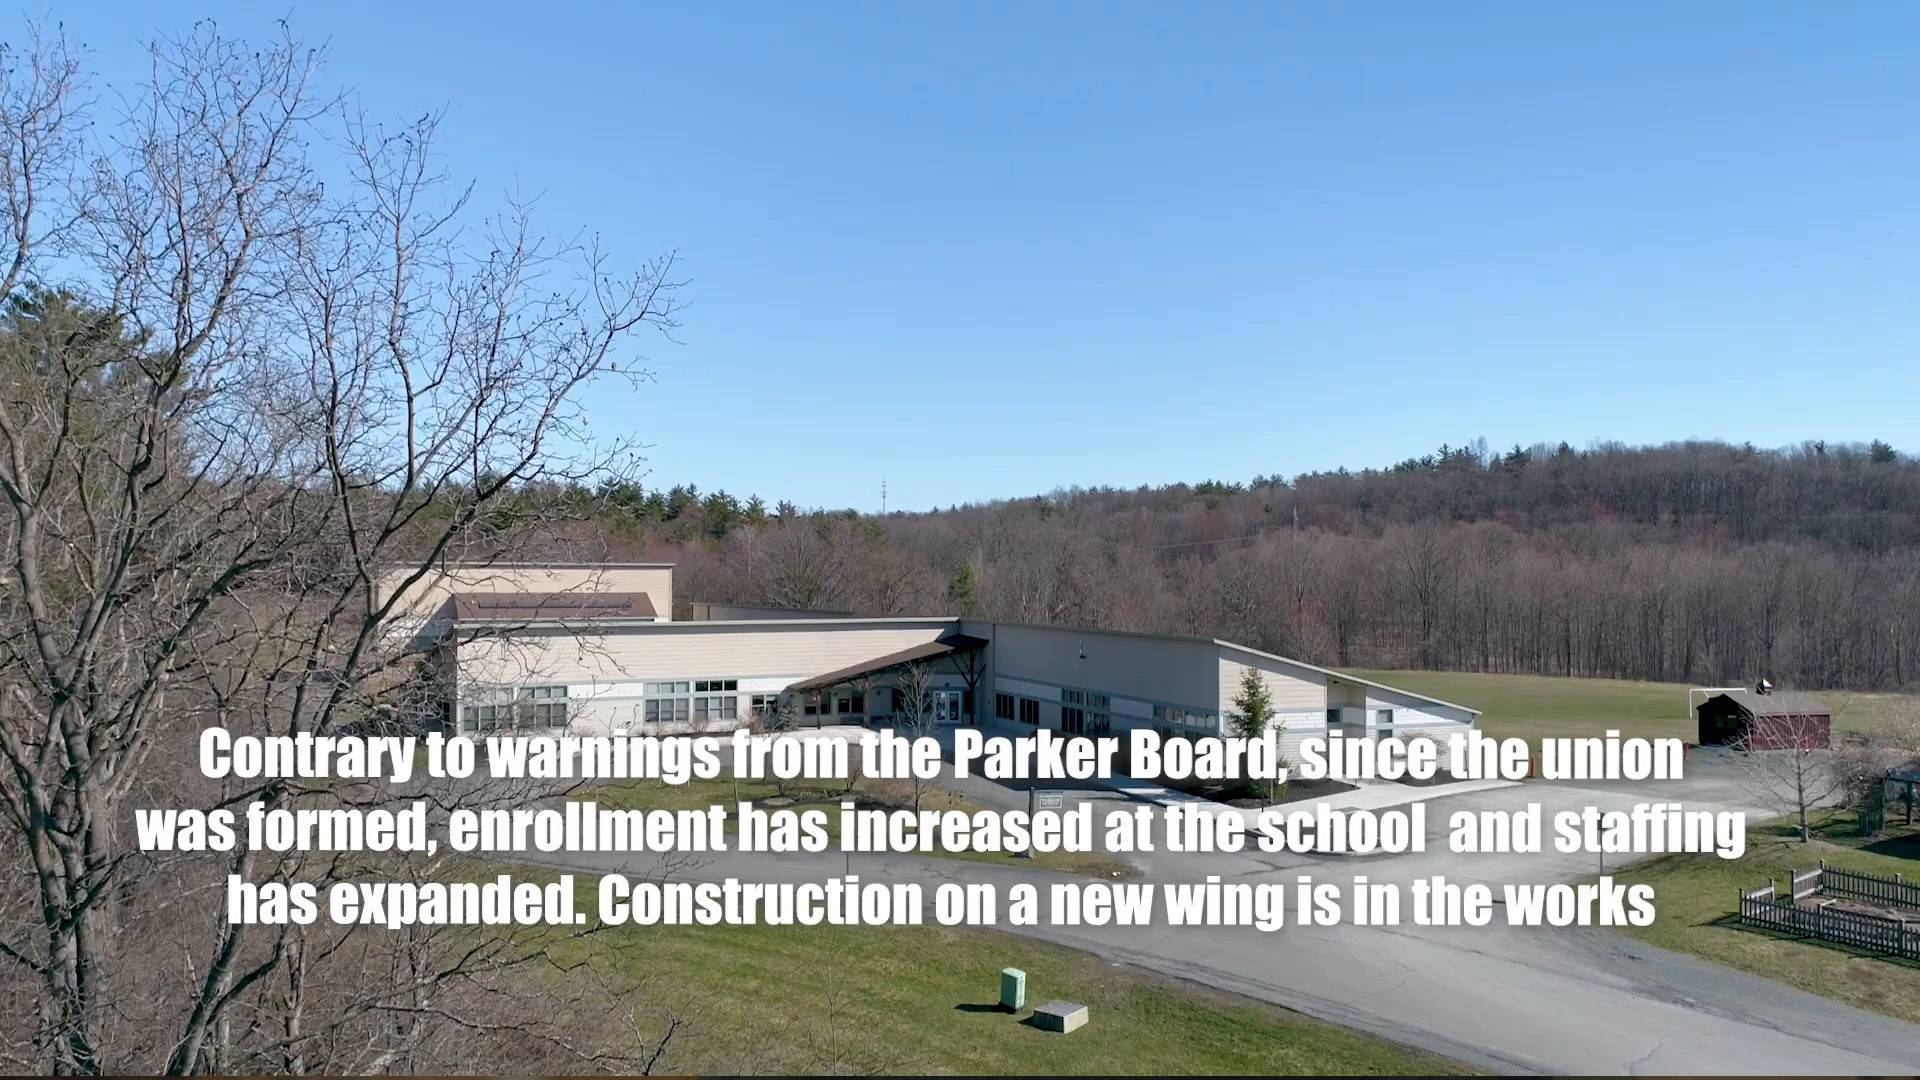 Contrary to warnings from the Parker Board, since the union
was formed, enrollment has increased at the school  and staffing
has expanded. Construction on a new wing is in the works